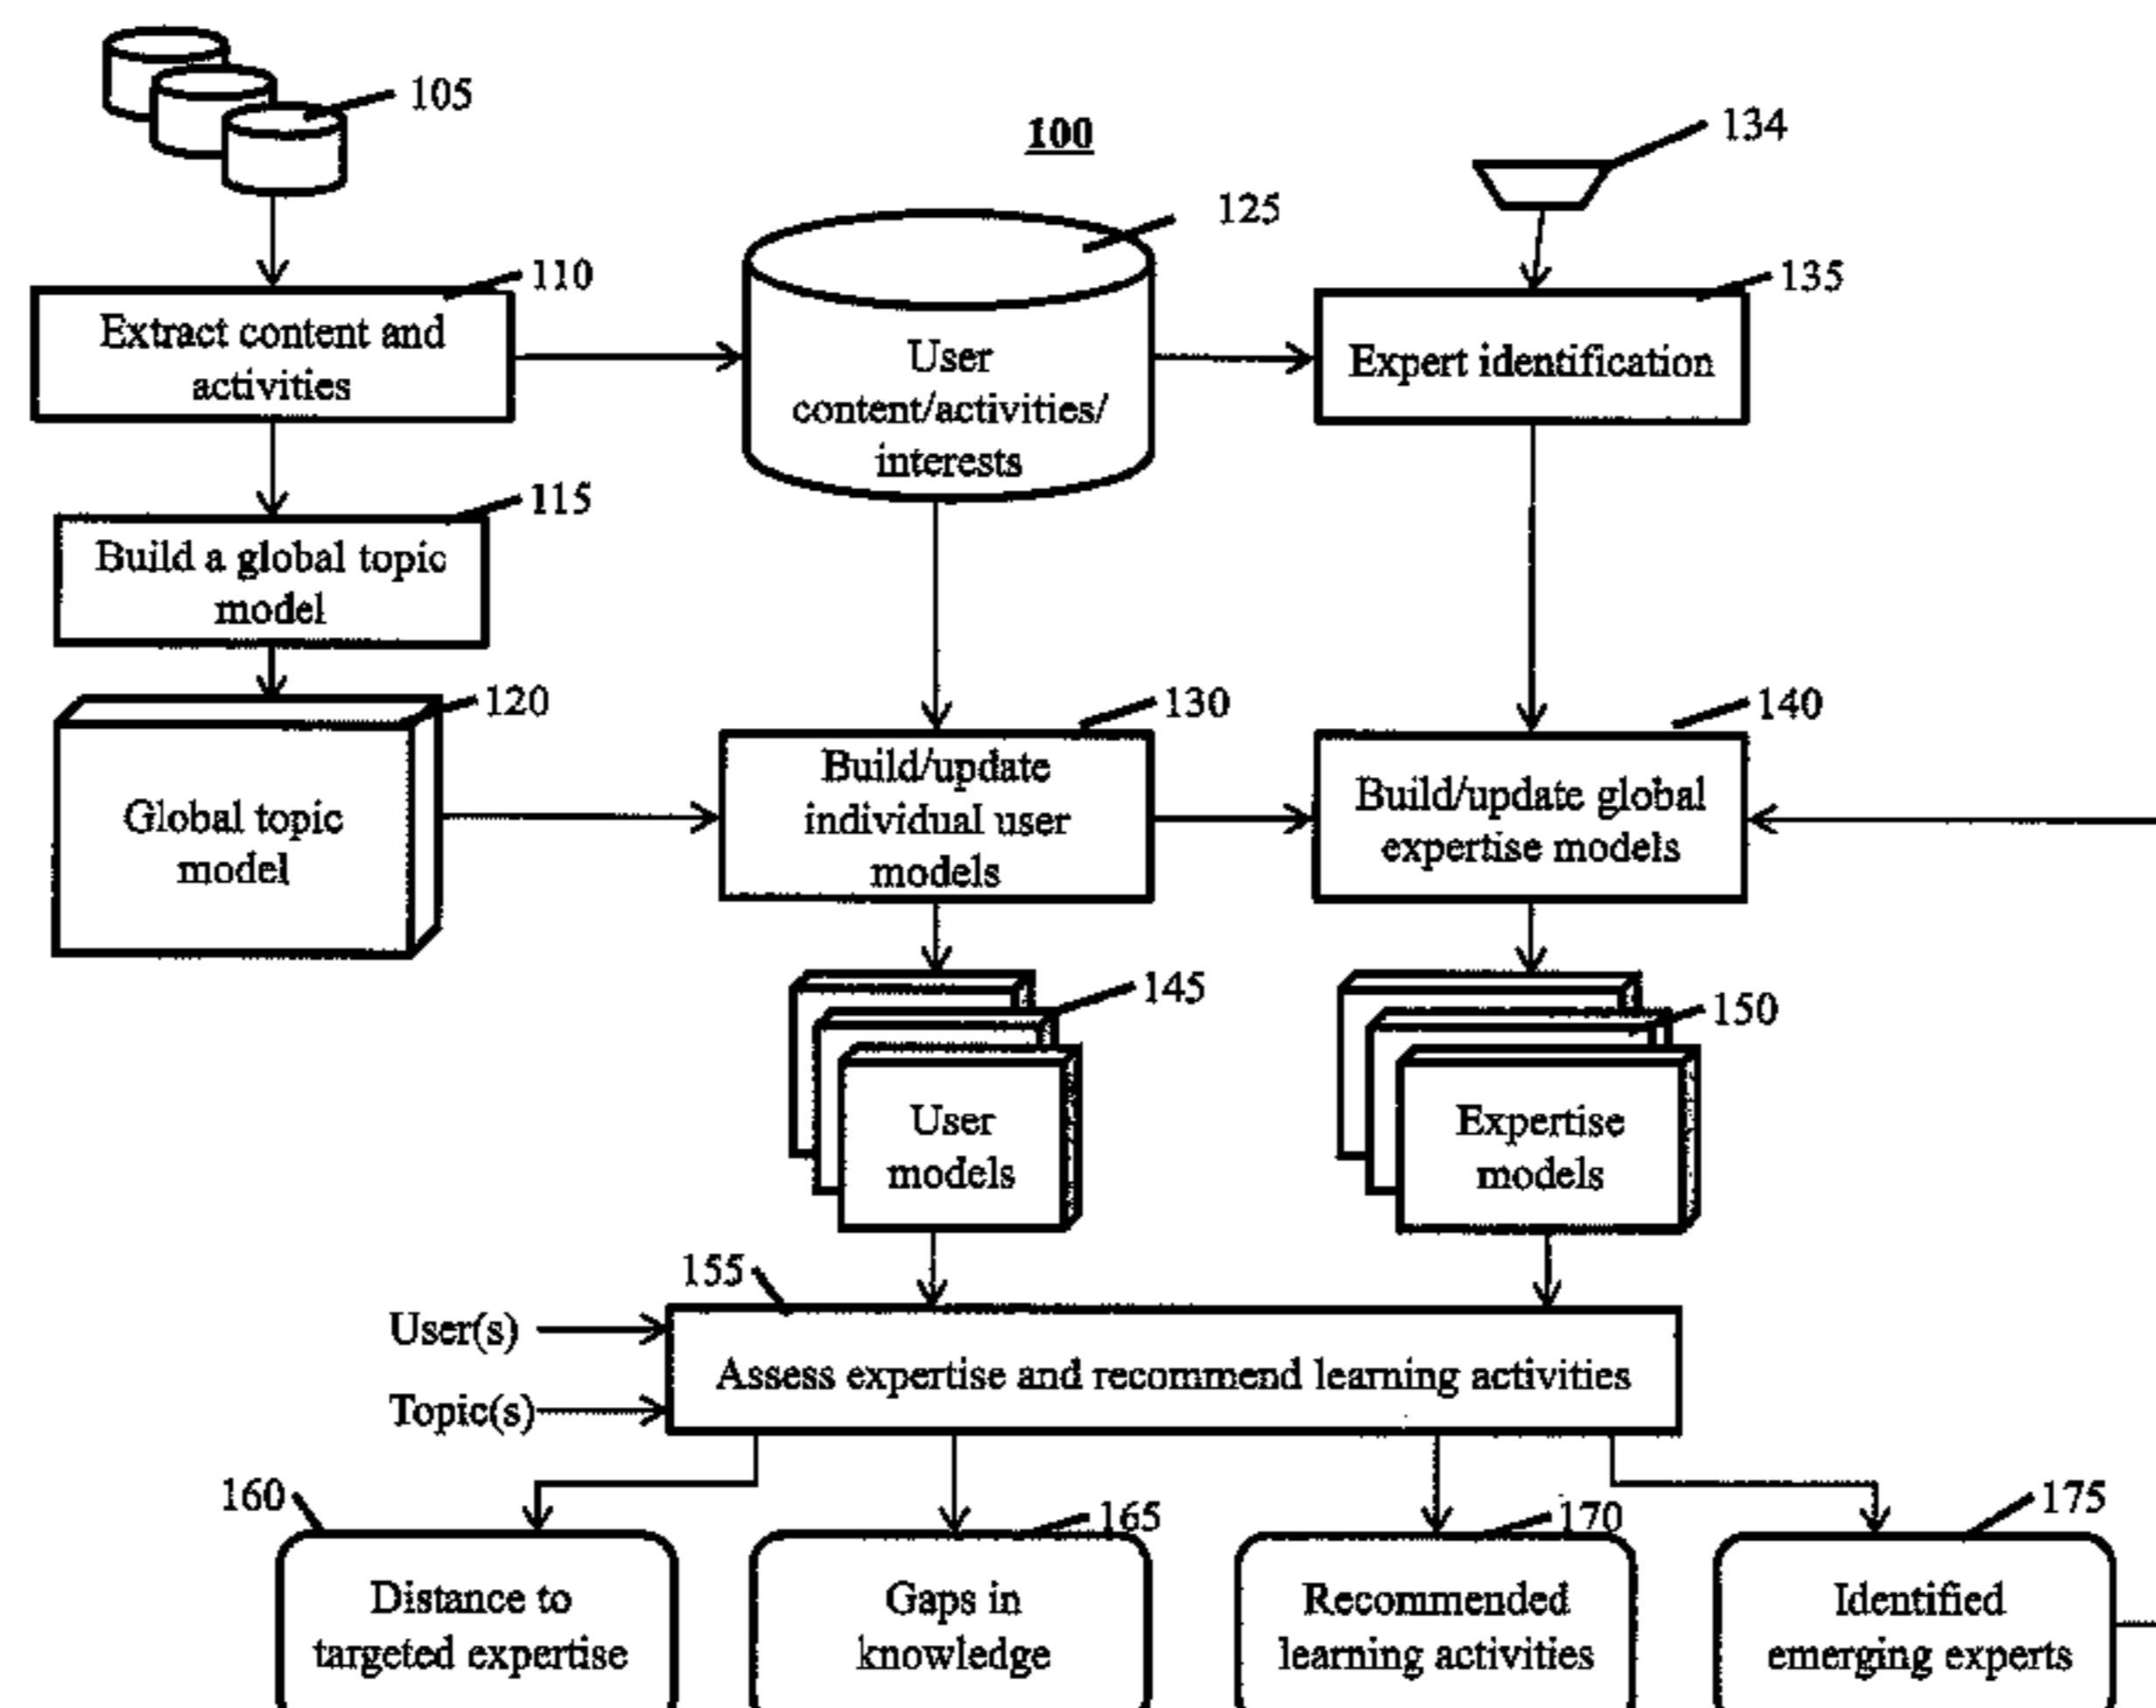 105
100
134
125
110
135
Extract content and
activities
User
content/activities/
interests
Expert identification
115
Build a global topic
model
120
130
140
Global topic
model
Build/update
individual user
models
Build/update global
expertise models
145
150
User
models
Expertise
models
155
User(s)
Topic(s)
Assess expertise and recommend learning activities
160
165
170
175
Distance to
targeted expertise
Gaps in
knowledge
Recommended
learning activities
Identified
emerging experts